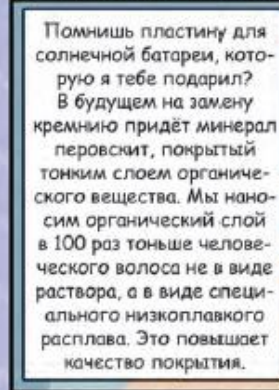 Помнишь пластину для
солнечной батареи, кото-
рую я тебе подарил?
В будущем на замену
кремнию придёт минерал
перовскит, покрытый
тонким слоем органиче-
ского вещества. Мы нано-
сим органический слой
в 100 раз тоньше челове-
ческого волоса не в виде
раствора, а в виде специ-
ального низкоплавкого
расплава. Это повышает
качество покрытия.